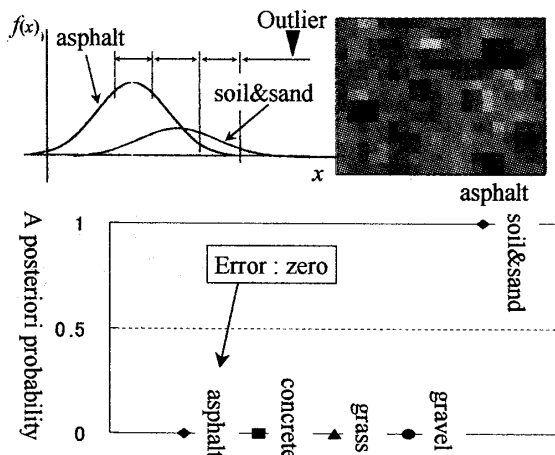 f(x)
asphalt
Outlier
soil&sand
x
asphalt
A posteriori probability
1
0.5
0
Error : zero
asphalt
concrete
grass
gravel
soil&sand